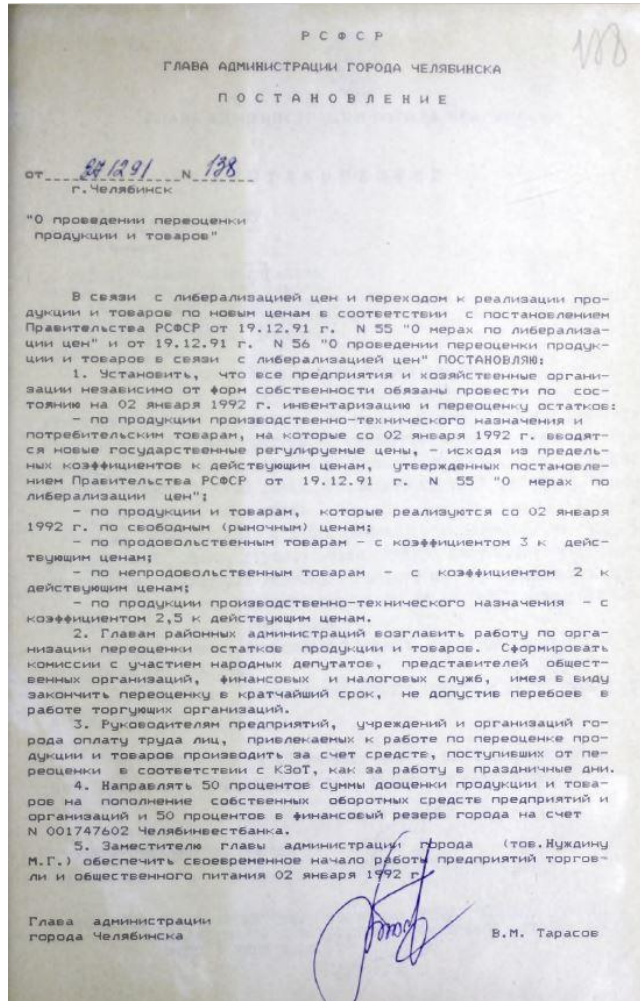 188
Р С Ф С Р
ГЛАВА АДМИНИСТРАЦИИ ГОРОДА ЧЕЛЯБИНСКА
П О С Т А Н О В Л Е Н И Е
от 271291 N 138
г.Челябинск
"О проведении переоценки
продукции и товаров"
В связи с либерализацией цен и переходом к реализации про-
дукции и товаров по новым ценам в соответствии с постановлением
Правительства РСФСР от 19.12.91 г. N 55 "О мерах по либерализа-
ции цен" и от 19.12.91 г. N 56 "О проведении переоценки продук-
ции и товаров в связи с либерализацией цен" ПОСТАНОВЛЯЮ:
1. Установить, что все предприятия и хозяйственные органи-
зации независимо от форм собственности обязаны провести по сос-
тоянию на 02 января 1992 г. инвентаризацию и переоценку остатков:
- по продукции производственно-технического назначения и
потребительским товарам, на которые со 02 января 1992 г. вводят-
ся новые государственные регулируемые цены, - исходя из предель-
ных коэффициентов к действующим ценам, утвержденных постановле-
нием Правительства РСФСР от 19.12.91 г. N 55 "О мерах по
либерализации цен";
- по продукции и товарам, которые реализуются со 02 января
1992 г. по свободным (рыночным) ценам;
- по продовольственным товарам - с коэффициентом 3 к дейс-
твующим ценам;
- по непродовольственным товарам - с коэффициентом 2 к
действующим ценам;
- по продукции производственно-технического назначения - с
коэффициентом 2,5 к действующим ценам.
2. Главам районных администраций возглавить работу по орга-
низации переоценки остатков продукции и товаров. Сформировать
комиссии с участием народных депутатов, представителей общест-
венных организаций, финансовых и налоговых служб, имея в виду
закончить переоценку в кратчайший срок, не допустив перебоев в
работе торгующих организаций.
3. Руководителям предприятий, учреждений и организаций го-
рода оплату труда лиц, привлекаемых к работе по переоценке про-
дукции и товаров производить за счет средств, поступивших от пе-
реоценки в соответствии с КЗоТ, как за работу в праздничные дни.
4. Направлять 50 процентов суммы дооценки продукции и това-
ров на пополнение собственных оборотных средств предприятий и
организаций и 50 процентов в финансовый резерв города на счет
N 001747602 Челябинвестбанка.
5. Заместителю главы администрации города (тов.Нуждину
М.Г.) обеспечить своевременное начало работы предприятий торгов-
ли и общественного питания 02 января 1992 г.
Глава администрации
города Челябинска
В.М. Тарасов